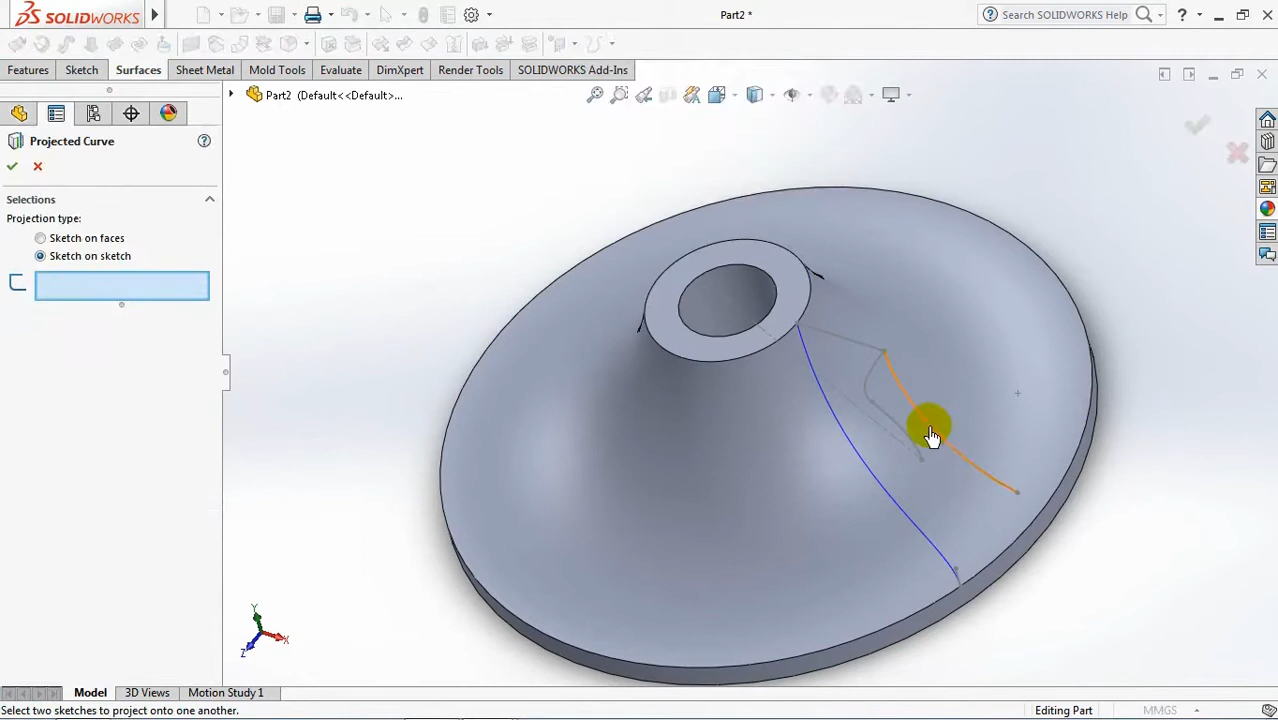 SOLIDWORKS
Part2 *
Search SOLIDWORKS Help
?
Features
Sketch
Surfaces
Sheet Metal
Mold Tools
Evaluate
DimXpert
Render Tools
SOLIDWORKS Add-Ins
Part2 (Default<<Default>...
Projected Curve
?
Selections
Projection type:
Sketch on faces
Sketch on sketch
Y
X
Z
Model
3D Views
Motion Study 1
Select two sketches to project onto one another.
Editing Part
MMGS